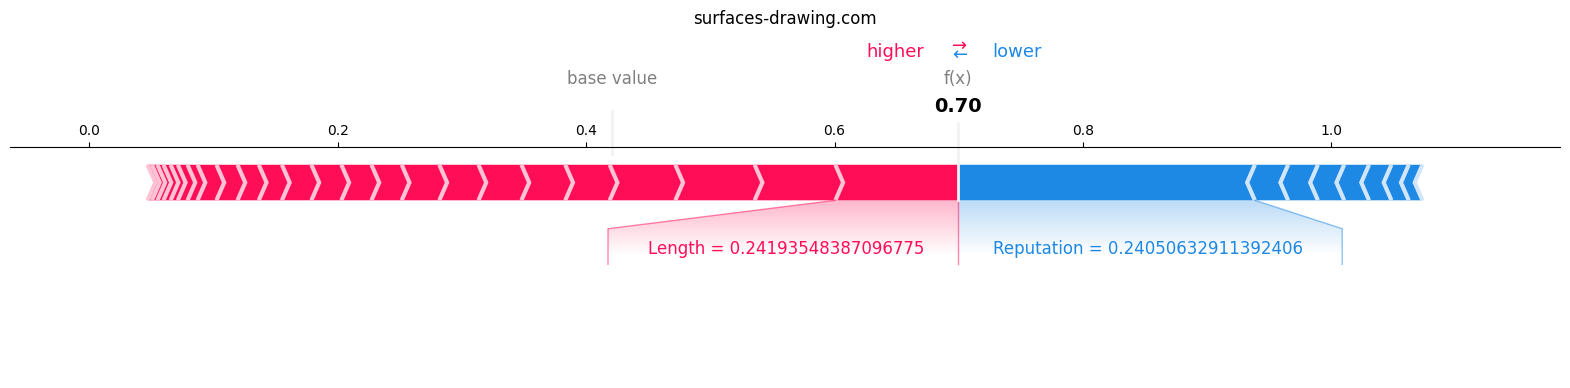 surfaces-drawing.com
higher → ← lower
base value f(x)
0.70
0.0 0.2 0.4 0.6 0.8 1.0
Length = 0.24193548387096775 Reputation = 0.24050632911392406